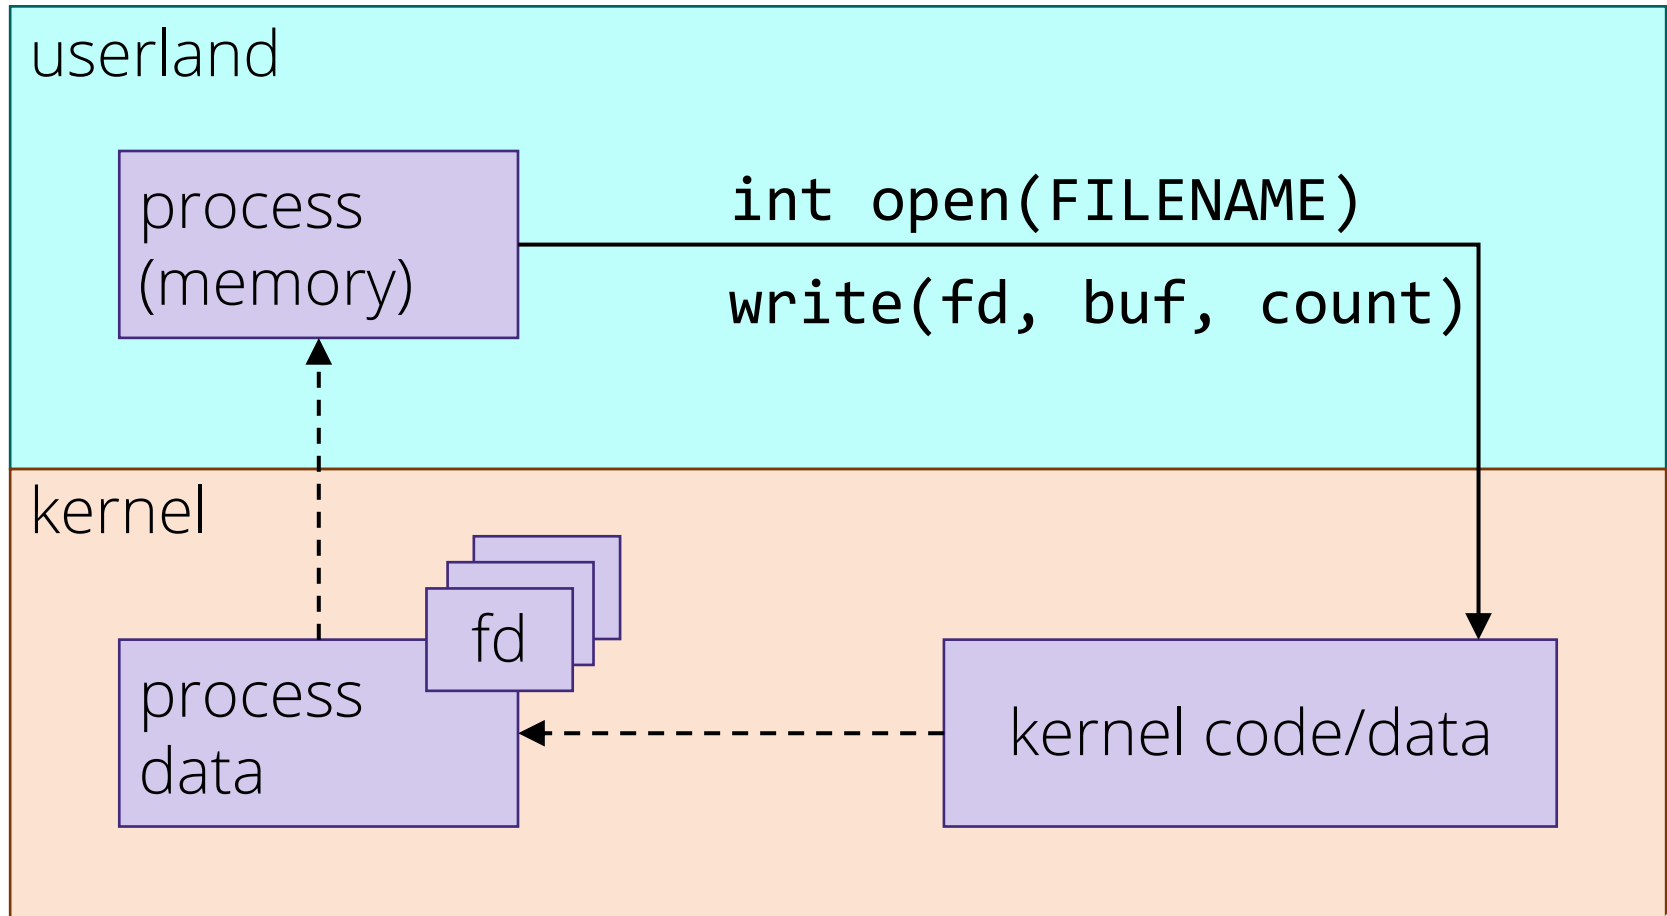 userland
process
(memory)
int open(FILENAME)
write(fd, buf, count)
kernel
fd
process
data
kernel code/data